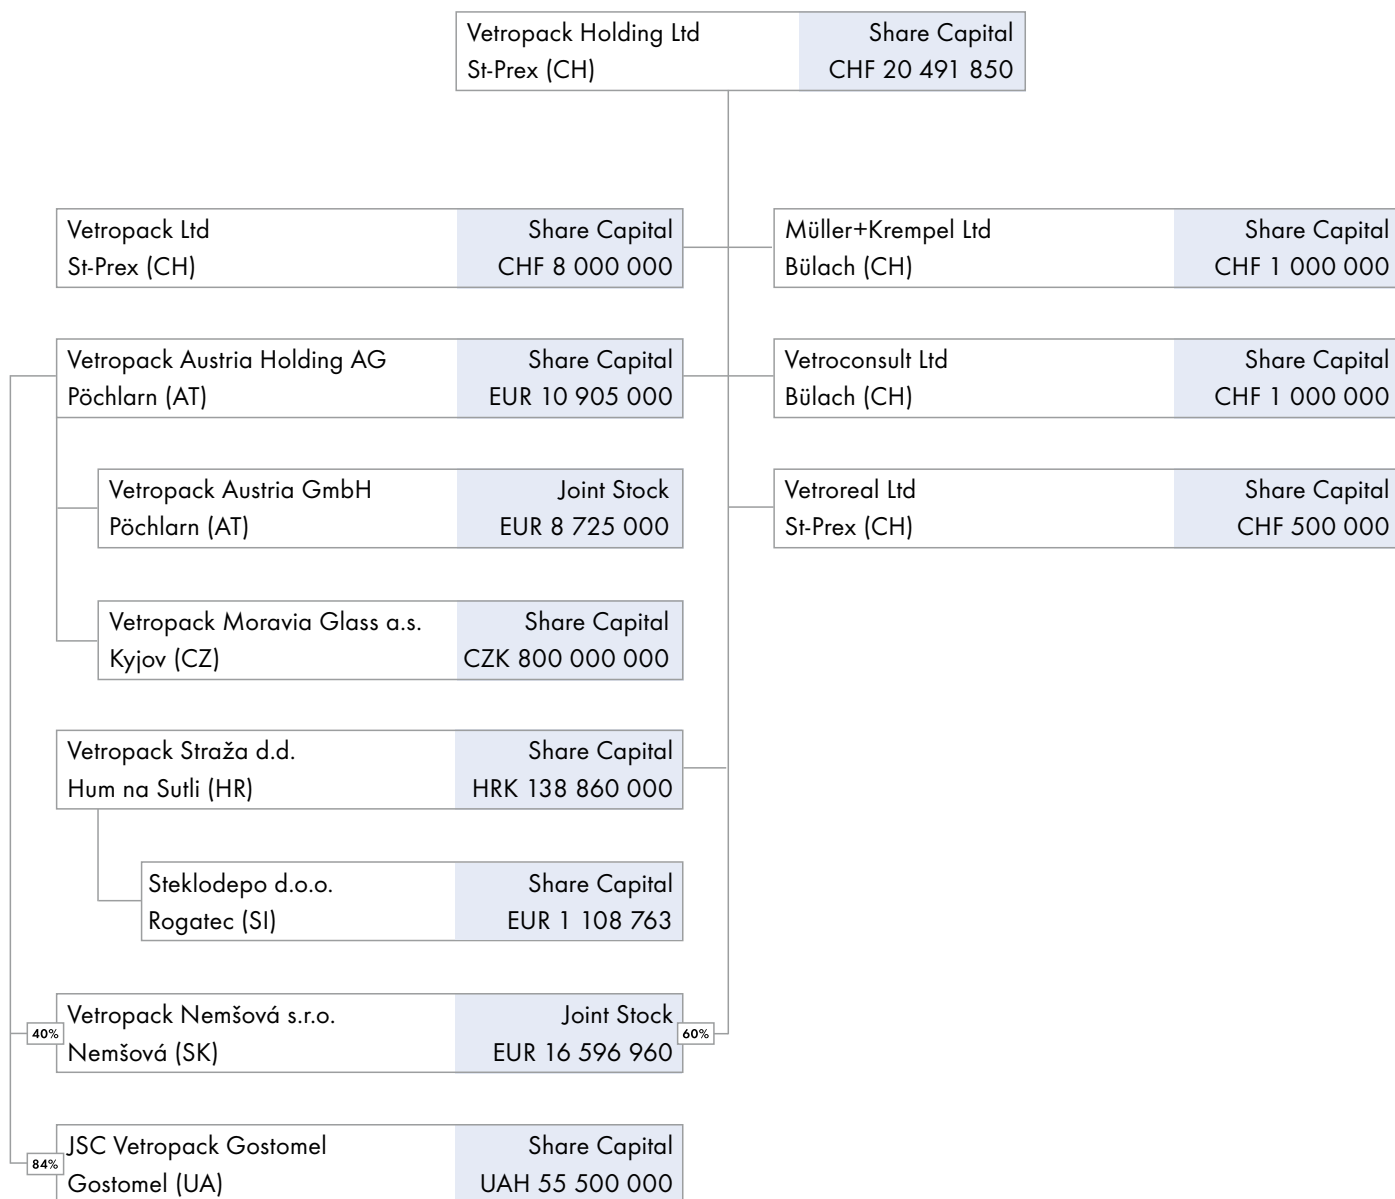 Vetropack Holding Ltd
St-Prex (CH)
Share Capital
CHF 20 491 850
Vetropack Ltd
St-Prex (CH)
Share Capital
CHF 8 000 000
Müller+Krempel Ltd
Bülach (CH)
Share Capital
CHF 1 000 000
Vetropack Austria Holding AG
Pöchlarn (AT)
Share Capital
EUR 10 905 000
Vetroconsult Ltd
Bülach (CH)
Share Capital
CHF 1 000 000
Vetropack Austria GmbH
Pöchlarn (AT)
Joint Stock
EUR 8 725 000
Vetroreal Ltd
St-Prex (CH)
Share Capital
CHF 500 000
Vetropack Moravia Glass a.s.
Kyjov (CZ)
Share Capital
CZK 800 000 000
Vetropack Straža d.d.
Hum na Sutli (HR)
Share Capital
HRK 138 860 000
Steklodepo d.o.o.
Rogatec (SI)
Share Capital
EUR 1 108 763
40%
Vetropack Nemšová s.r.o.
Nemšová (SK)
Joint Stock
EUR 16 596 960
60%
84%
JSC Vetropack Gostomel
Gostomel (UA)
Share Capital
UAH 55 500 000